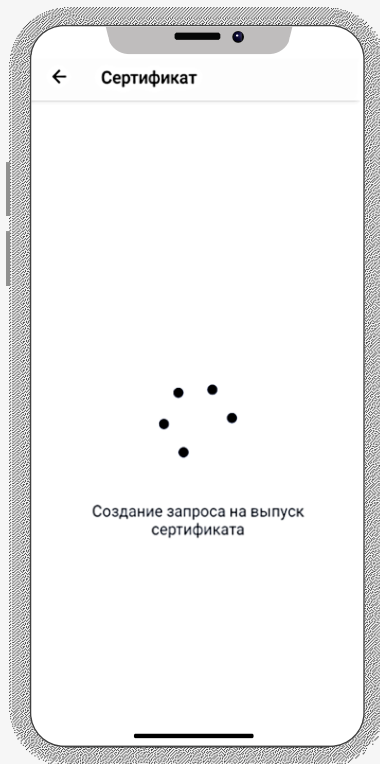 Сертификат
Создание запроса на выпуск
сертификата